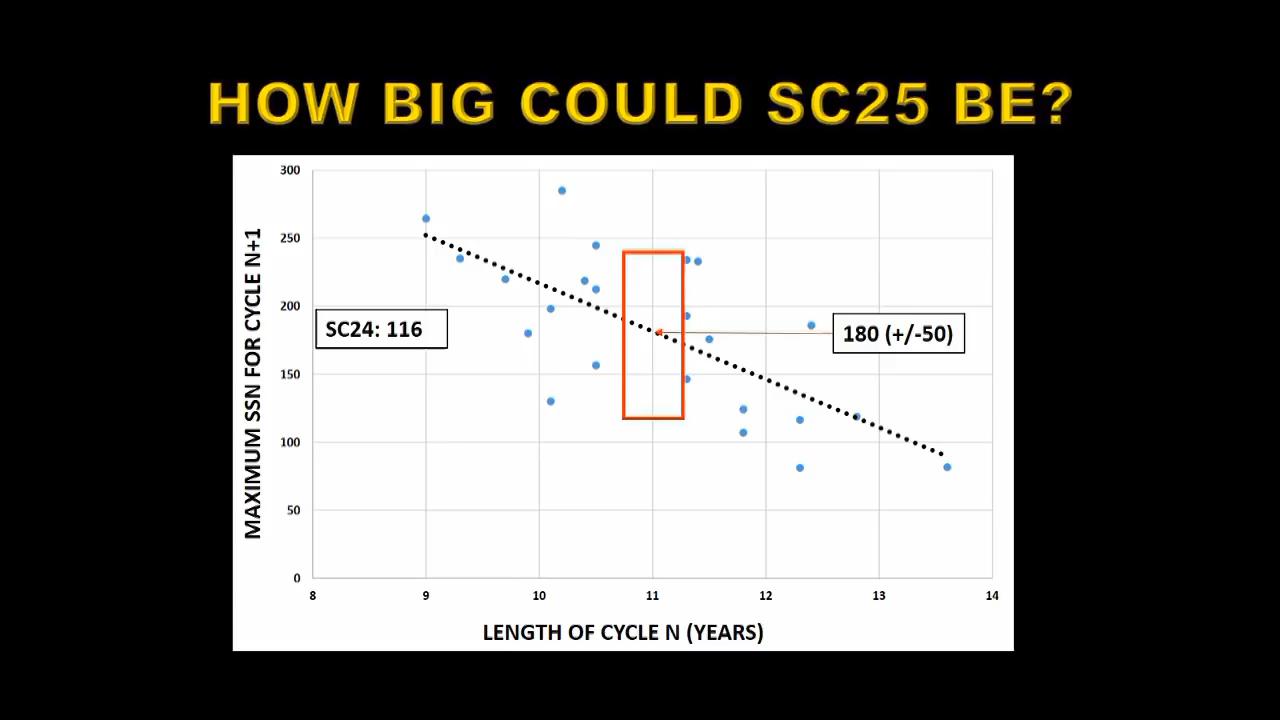 HOW BIG COULD SC25 BE?
300
250
200
150
100
50
0
MAXIMUM SSN FOR CYCLE N+1
SC24: 116
180 (+/-50)
8 9 10 11 12 13 14
LENGTH OF CYCLE N (YEARS)